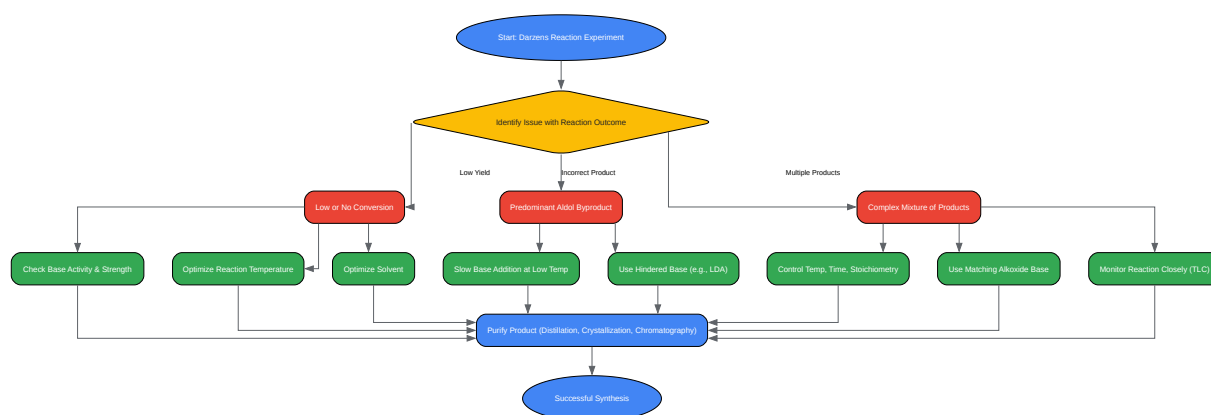 Start: Darzens Reaction Experiment
Identify Issue with Reaction Outcome
Low Yield
Incorrect Product
Multiple Products
Low or No Conversion
Predominant Aldol Byproduct
Complex Mixture of Products
Check Base Activity & Strength
Optimize Reaction Temperature
Optimize Solvent
Slow Base Addition at Low Temp
Use Hindered Base (e.g., LDA)
Control Temp, Time, Stoichiometry
Use Matching Alkoxide Base
Monitor Reaction Closely (TLC)
Purify Product (Distillation, Crystallization, Chromatography)
Successful Synthesis